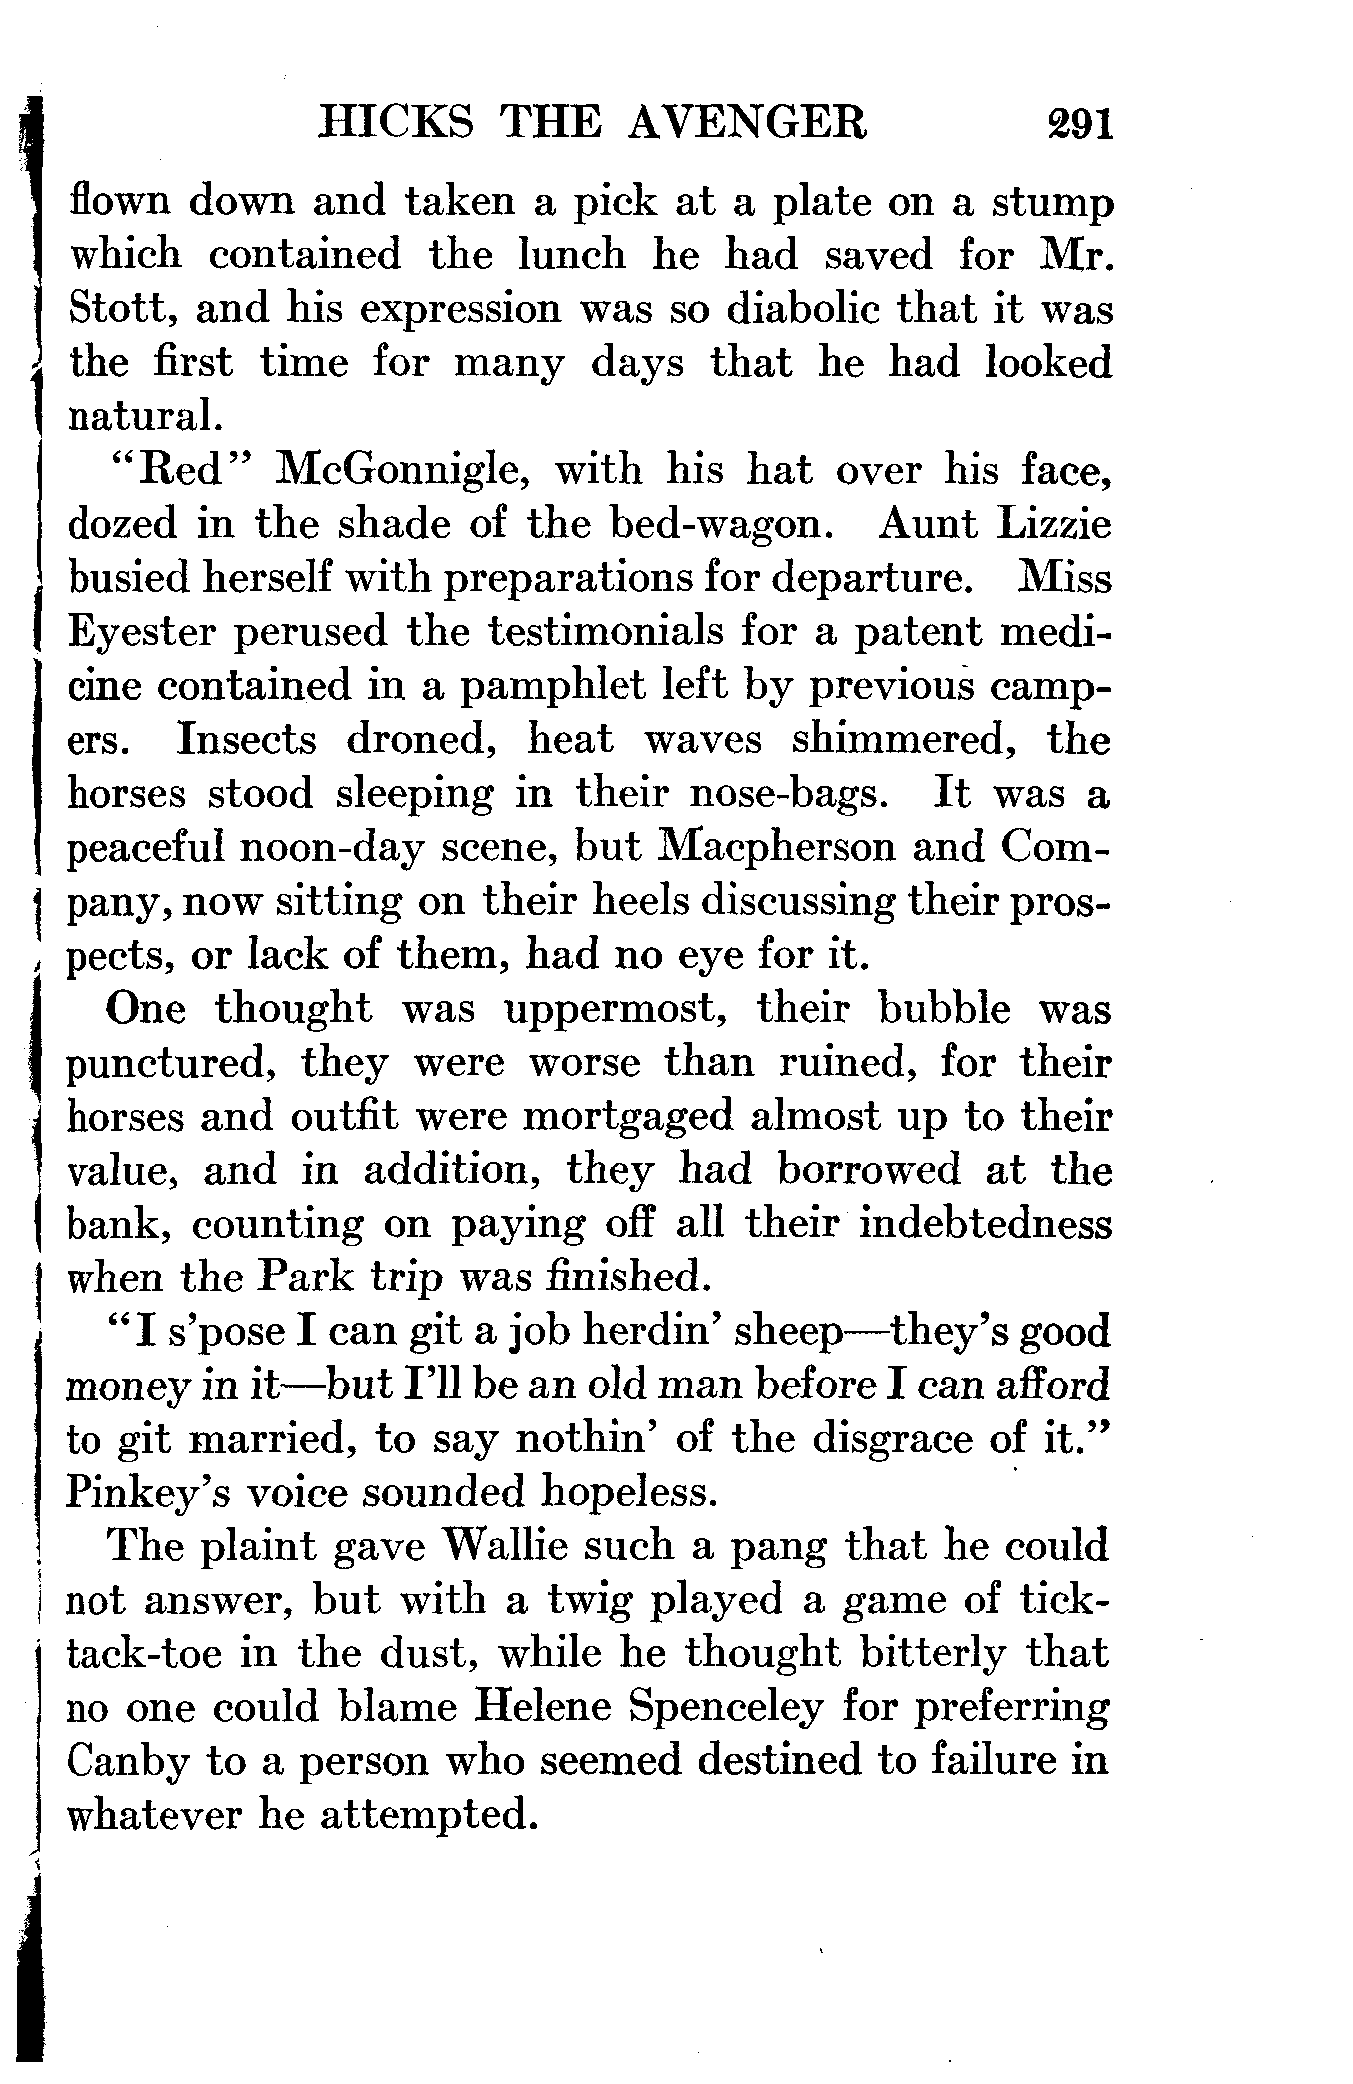 HICKS THE AVENGER 291
flown down and taken a pick at a plate on a stump
which contained the lunch he had saved for Mr.
Stott, and his expression was so diabolic that it was
the first time for many days that he had looked
natural.
“Red” McGonnigle, with his hat over his face,
dozed in the shade of the bed-wagon. Aunt Lizzie
busied herself with preparations for departure. Miss
Eyester perused the testimonials for a patent medi-
cine contained in a pamphlet left by previous camp-
ers. Insects droned, heat waves shimmered, the
horses stood sleeping in their nose-bags. It was a
peaceful noon-day scene, but Macpherson and Com-
pany, now sitting on their heels discussing their pros-
pects, or lack of them, had no eye for it.
One thought was uppermost, their bubble was
punctured, they were worse than ruined, for their
horses and outfit were mortgaged almost up to their
value, and in addition, they had borrowed at the
bank, counting on paying off all their indebtedness
when the Park trip was finished.
“I s’pose I can git a job herdin’ sheep—they’s good
money in it—but I’ll be an old man before I can afford
to git married, to say nothin’ of the disgrace of it.”
Pinkey’s voice sounded hopeless.
The plaint gave Wallie such a pang that he could
not answer, but with a twig played a game of tick-
tack-toe in the dust, while he thought bitterly that
no one could blame Helene Spenceley for preferring
Canby to a person who seemed destined to failure in
whatever he attempted.